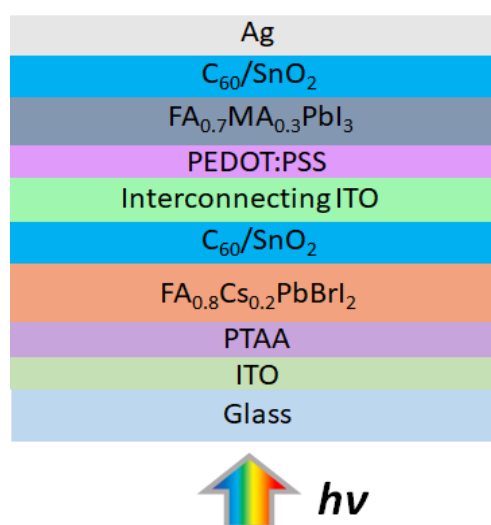 Ag
C₆₀/SnO₂
FA₀.₇MA₀.₃PbI₃
PEDOT:PSS
Interconnecting ITO
C₆₀/SnO₂
FA₀.₈Cs₀.₂PbBrI₂
PTAA
ITO
Glass
hν